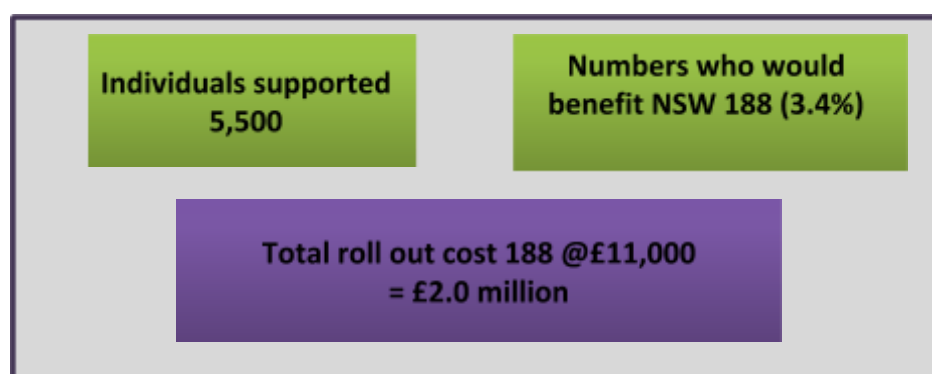 Individuals supported
5,500
Numbers who would
benefit NSW 188 (3.4%)
Total roll out cost 188 @£11,000
= £2.0 million